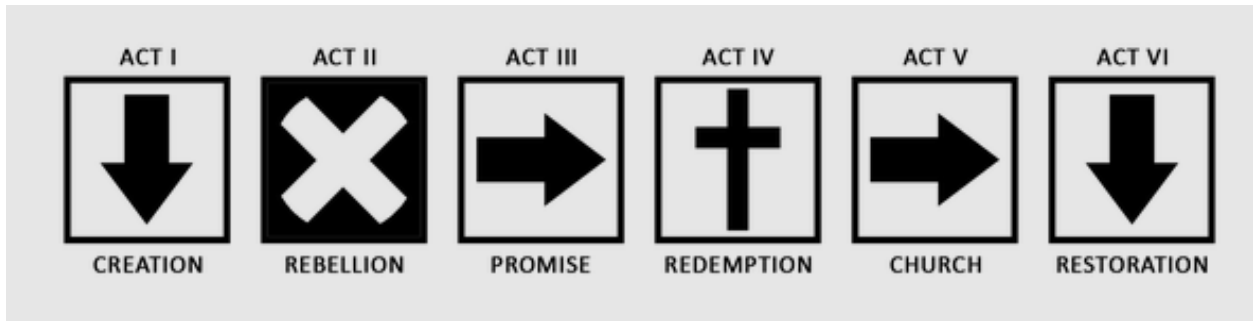 ACT I ACT II ACT III ACT IV ACT V ACT VI
CREATION REBELLION PROMISE REDEMPTION CHURCH RESTORATION